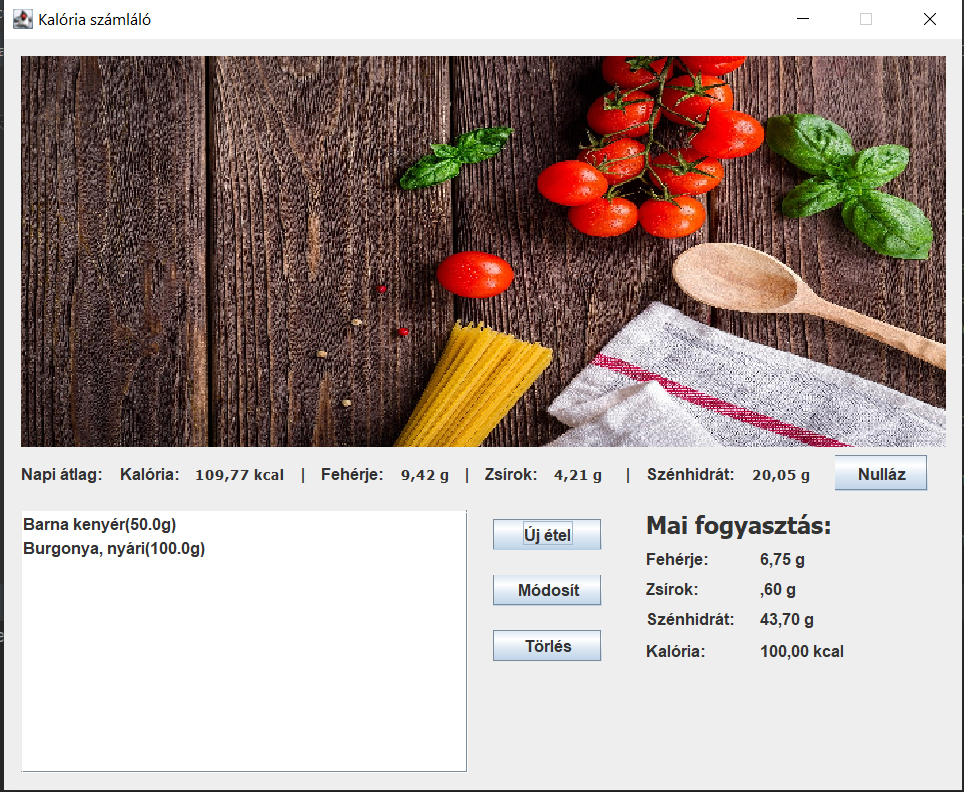 Kalória számláló
Napi átlag: Kalória: 109,77 kcal | Fehérje: 9,42 g | Zsírok: 4,21 g | Szénhidrát: 20,05 g Nulláz
Barna kenyér(50.0g)
Burgonya, nyári(100.0g)
Új étel
Módosít
Törlés
Mai fogyasztás:
Fehérje: 6,75 g
Zsírok: ,60 g
Szénhidrát: 43,70 g
Kalória: 100,00 kcal